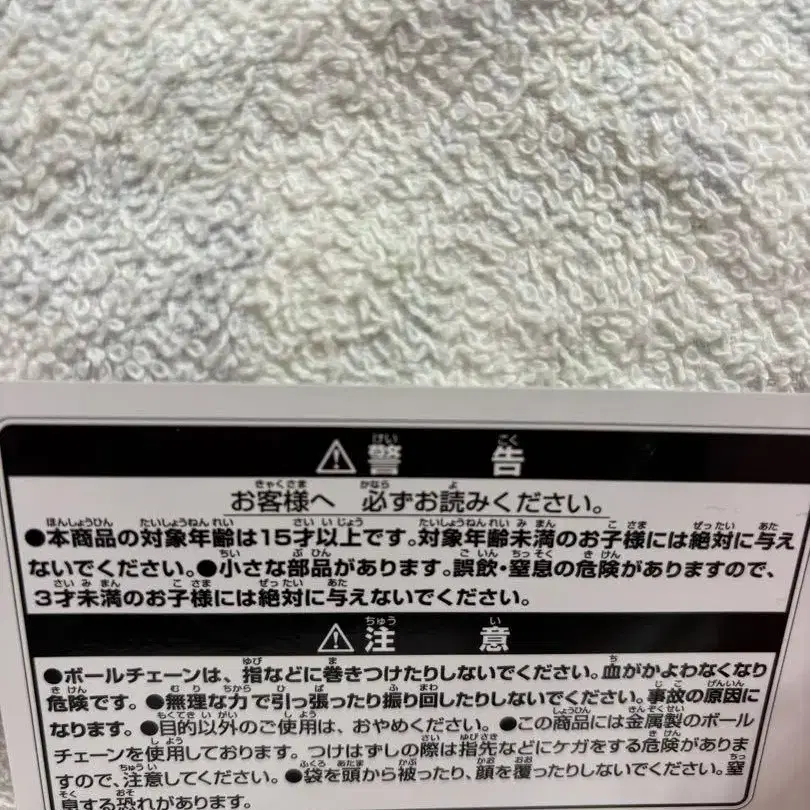 ⚠警告
お客様へ 必ずお読みください。
●本商品の対象年齢は15才以上です。対象年齢未満のお子様には絶対に与え
ないでください。●小さな部品があります。誤飲・窒息の危険がありますので、
3才未満のお子様には絶対に与えないでください。
⚠注意
●ボールチェーンは、指などに巻きつけたりしないでください。血がかよわなくなり
危険です。●無理な力で引っ張ったり振り回したりしないでください。事故の原因に
なります。●目的以外のご使用は、おやめください。●この商品には金属製のボール
チェーンを使用しております。つけはずしの際は指先などにケガをする危険がありま
すので、注意してください。●袋を頭から被ったり、顔を覆ったりしないでください。窒
息する恐れがあります。